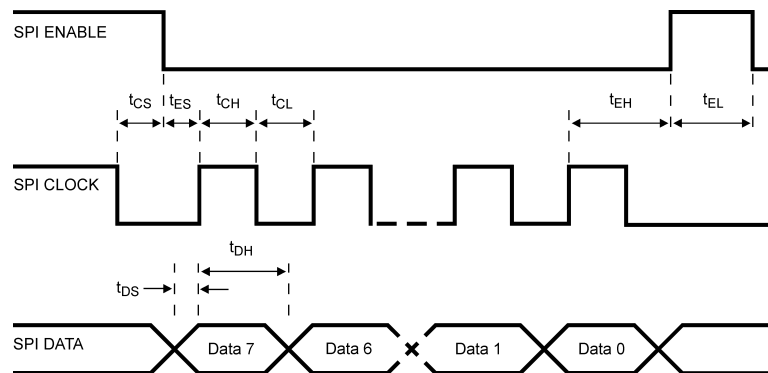 SPI ENABLE
tCS tES tCH tCL tEH tEL
SPI CLOCK
tDH
tDS
SPI DATA Data 7 Data 6 Data 1 Data 0